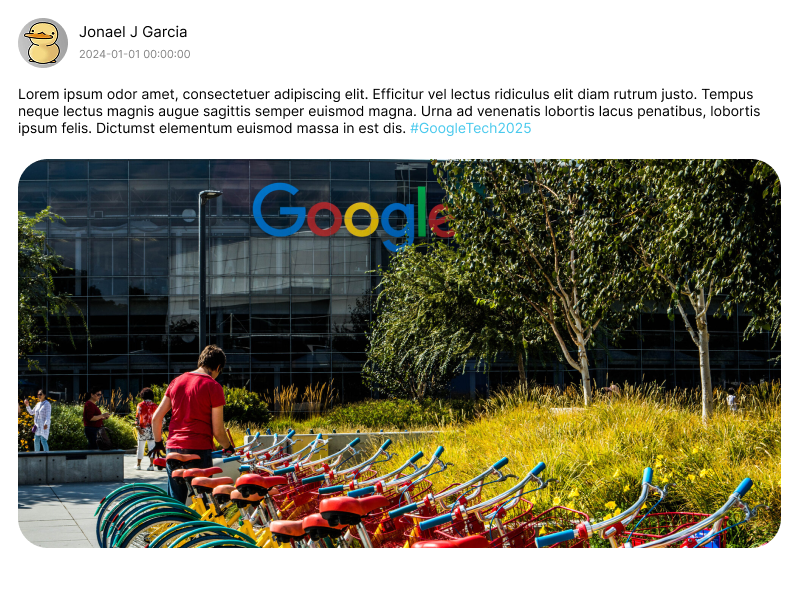 Jonael J Garcia
2024-01-01 00:00:00
Lorem ipsum odor amet, consectetuer adipiscing elit. Efficitur vel lectus ridiculus elit diam rutrum justo. Tempus
neque lectus magnis augue sagittis semper euismod magna. Urna ad venenatis lobortis lacus penatibus, lobortis
ipsum felis. Dictumst elementum euismod massa in est dis. #GoogleTech2025
Google